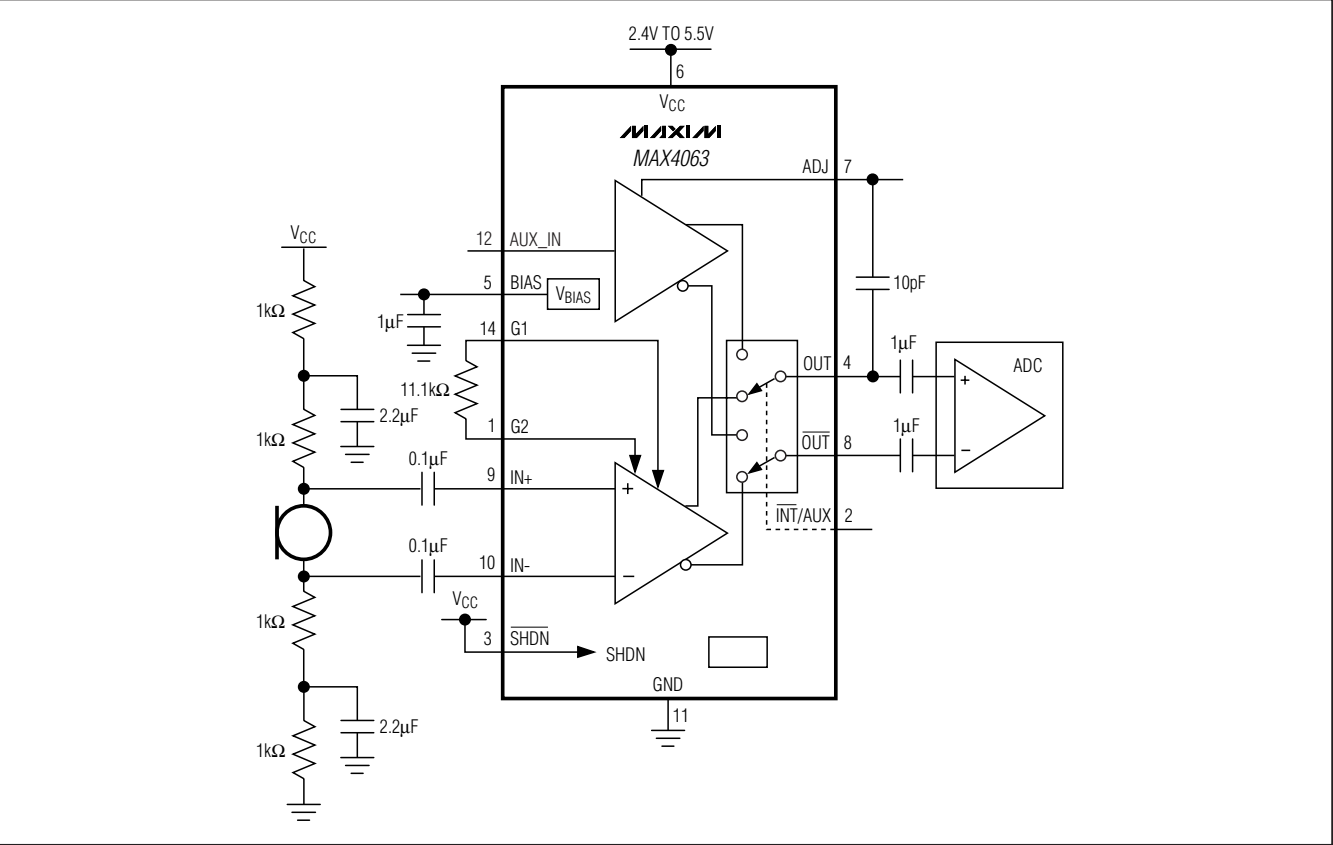 2.4V TO 5.5V
6
VCC
MAXIM
MAX4063
ADJ 7
12 AUX_IN
VCC
5 BIAS VBIAS
10pF
1kΩ
1µF
14 G1
1µF
OUT 4
ADC
11.1kΩ
+
2.2µF
1 G2
1µF
1kΩ
OUT 8
−
0.1µF
9 IN+
+
INT/AUX 2
0.1µF
10 IN-
−
VCC
1kΩ
3 SHDN
SHDN
GND
11
2.2µF
1kΩ